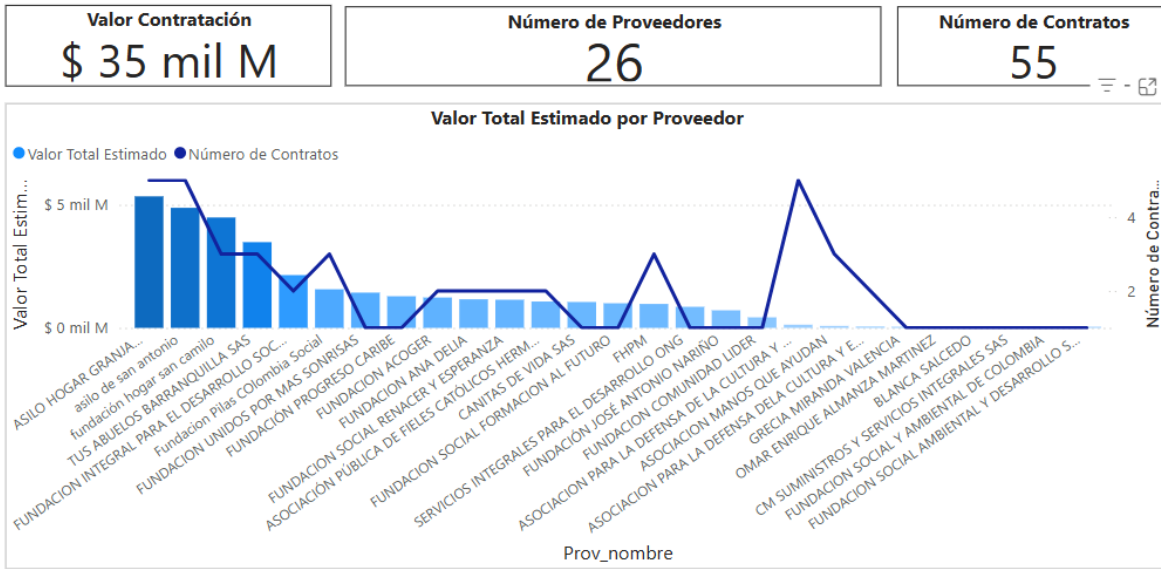 Valor Contratación
$ 35 mil M
Número de Proveedores
26
Número de Contratos
55
Valor Total Estimado por Proveedor
Valor Total Estimado
Número de Contratos
Valor Total Estim...
$ 5 mil M
$ 0 mil M
4
2
Número de Contra...
ASILO HOGAR GRANJA...
asilo de san antonio
fundación hogar san camilo
TUS ABUELOS BARRANQUILLA SAS
FUNDACION INTEGRAL PARA EL DESARROLLO SOC...
Fundacion Pilas COlombia Social
FUNDACION UNIDOS POR MAS SONRISAS
FUNDACIÓN PROGRESO CARIBE
FUNDACION ACOGER
FUNDACION ANA DELIA
FUNDACION SOCIAL RENACER Y ESPERANZA
ASOCIACIÓN PÚBLICA DE FIELES CATÓLICOS HERM...
CANITAS DE VIDA SAS
FUNDACION SOCIAL FORMACION AL FUTURO
FHPM
SERVICIOS INTEGRALES PARA EL DESARROLLO ONG
FUNDACIÓN JOSÉ ANTONIO NARIÑO
FUNDACION COMUNIDAD LIDER
ASOCIACION PARA LA DEFENSA DE LA CULTURA Y ...
ASOCIACION MANOS QUE AYUDAN
ASOCIACION PARA LA DEFENSA DELA CULTURA Y E...
GRECIA MIRANDA VALENCIA
OMAR ENRIQUE ALMANZA MARTINEZ
BLANCA SALCEDO
CM SUMINISTROS Y SERVICIOS INTEGRALES SAS
FUNDACION SOCIAL Y AMBIENTAL DE COLOMBIA
FUNDACION SOCIAL AMBIENTAL Y DESARROLLO S...
Prov_nombre